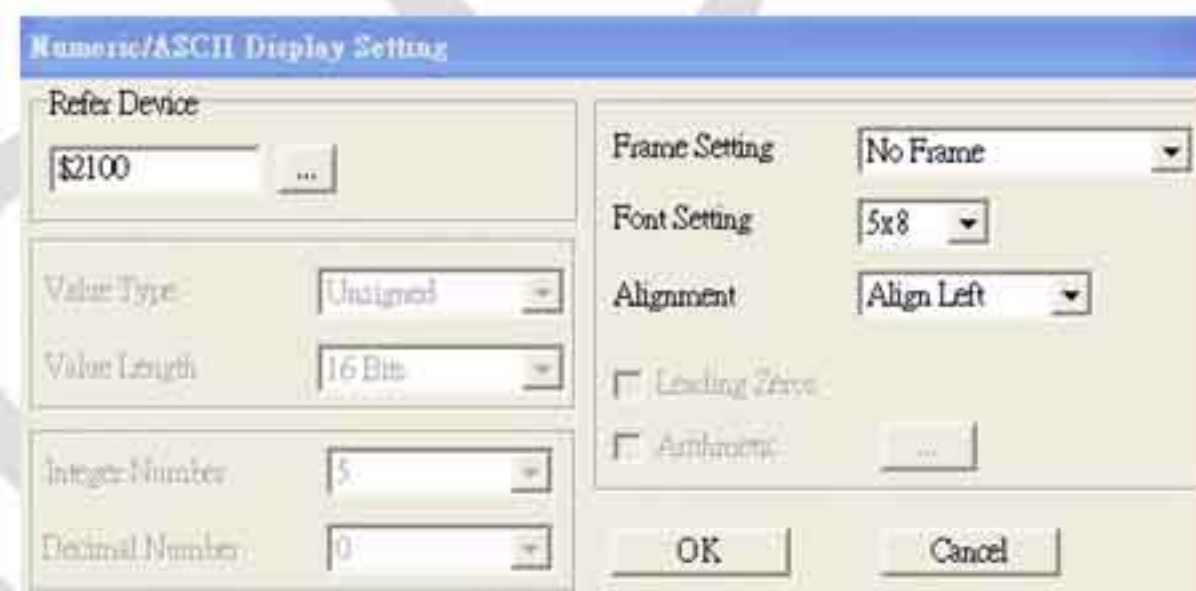 Numeric/ASCII Display Setting
Refer Device
$2100
...
Value Type
Unsigned
Value Length
16 Bits
Integer Number
5
Decimal Number
0
Frame Setting
No Frame
Font Setting
5x8
Alignment
Align Left
Leading Zeros
Arithmetic
...
OK
Cancel